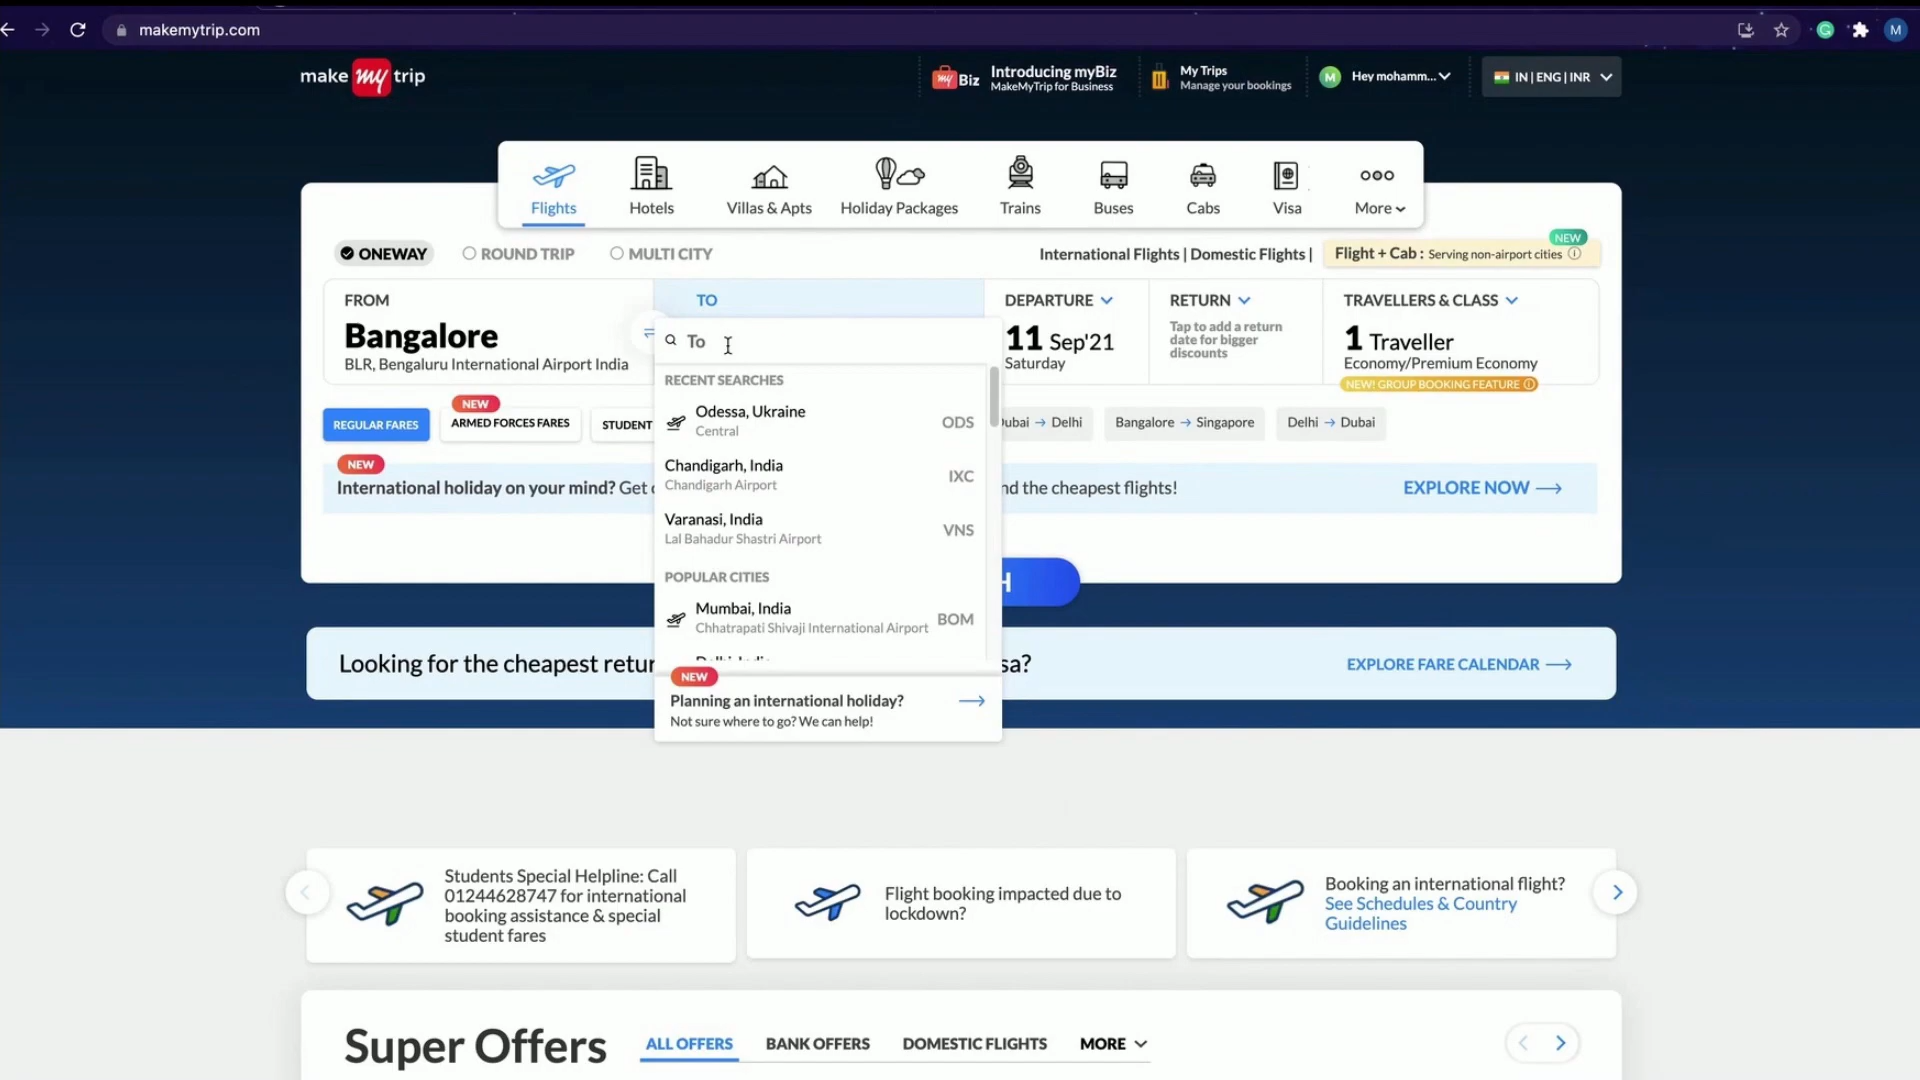 makemytrip.com
M
make my trip
my Biz
Introducing myBiz
MakeMyTrip for Business
My Trips
Manage your bookings
M
Hey mohamm...
IN | ENG | INR
Flights
Hotels
Villas & Apts
Holiday Packages
Trains
Buses
Cabs
Visa
More
ONEWAY
ROUND TRIP
MULTI CITY
International Flights | Domestic Flights |
NEW
Flight + Cab : Serving non-airport cities
FROM
Bangalore
BLR, Bengaluru International Airport India
TO
To
DEPARTURE
11 Sep'21
Saturday
RETURN
Tap to add a return
date for bigger
discounts
TRAVELLERS & CLASS
1 Traveller
Economy/Premium Economy
NEW! GROUP BOOKING FEATURE
REGULAR FARES
NEW
ARMED FORCES FARES
STUDENT
Dubai → Delhi
Bangalore → Singapore
Delhi → Dubai
RECENT SEARCHES
Odessa, Ukraine
Central
ODS
Chandigarh, India
Chandigarh Airport
IXC
Varanasi, India
Lal Bahadur Shastri Airport
VNS
POPULAR CITIES
Mumbai, India
Chhatrapati Shivaji International Airport
BOM
Delhi, India
NEW
Planning an international holiday?
Not sure where to go? We can help!
NEW
International holiday on your mind? Get
nd the cheapest flights!
EXPLORE NOW
H
Looking for the cheapest retur
sa?
EXPLORE FARE CALENDAR
Students Special Helpline: Call
01244628747 for international
booking assistance & special
student fares
Flight booking impacted due to
lockdown?
Booking an international flight?
See Schedules & Country
Guidelines
Super Offers
ALL OFFERS
BANK OFFERS
DOMESTIC FLIGHTS
MORE